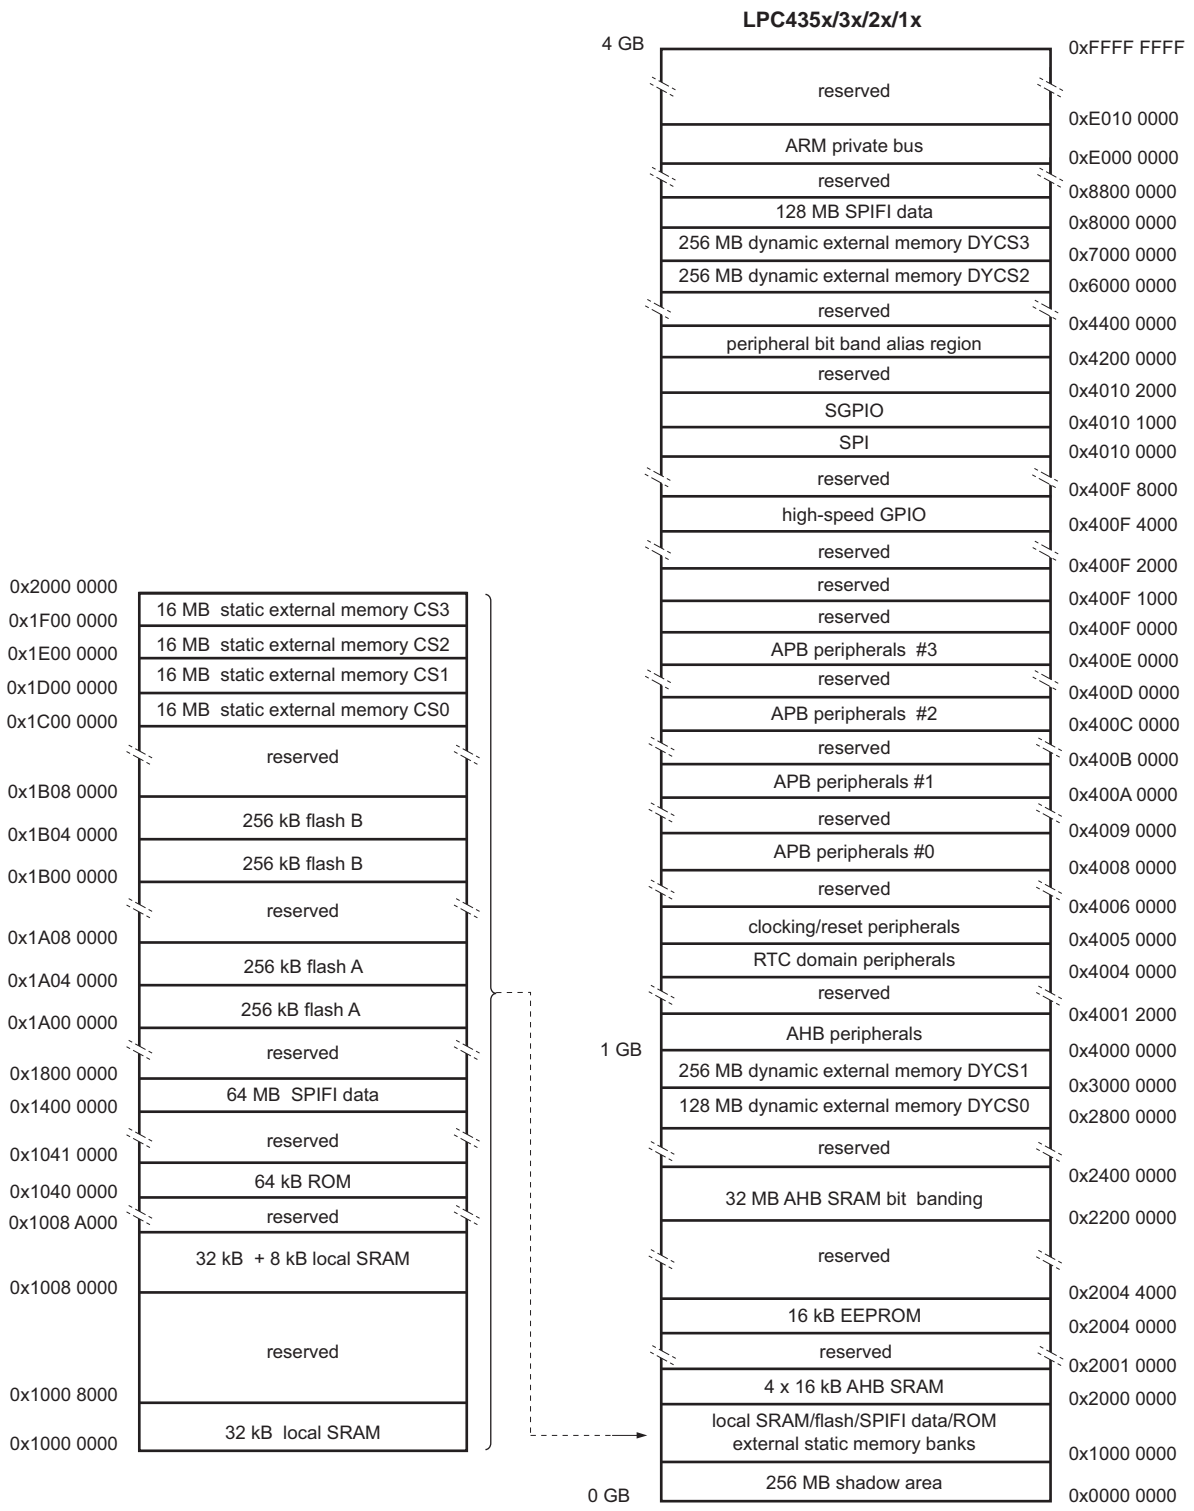 LPC435x/3x/2x/1x
4 GB
0xFFFF FFFF
reserved
0xE010 0000
ARM private bus
0xE000 0000
reserved
0x8800 0000
128 MB SPIFI data
0x8000 0000
256 MB dynamic external memory DYCS3
0x7000 0000
256 MB dynamic external memory DYCS2
0x6000 0000
reserved
0x4400 0000
peripheral bit band alias region
0x4200 0000
reserved
0x4010 2000
SGPIO
0x4010 1000
SPI
0x4010 0000
reserved
0x400F 8000
high-speed GPIO
0x400F 4000
reserved
0x400F 2000
reserved
0x400F 1000
reserved
0x400F 0000
APB peripherals #3
0x400E 0000
reserved
0x400D 0000
APB peripherals #2
0x400C 0000
reserved
0x400B 0000
APB peripherals #1
0x400A 0000
reserved
0x4009 0000
APB peripherals #0
0x4008 0000
reserved
0x4006 0000
clocking/reset peripherals
0x4005 0000
RTC domain peripherals
0x4004 0000
reserved
0x4001 2000
AHB peripherals
1 GB
0x4000 0000
256 MB dynamic external memory DYCS1
0x3000 0000
128 MB dynamic external memory DYCS0
0x2800 0000
reserved
0x2400 0000
32 MB AHB SRAM bit banding
0x2200 0000
reserved
0x2004 4000
16 kB EEPROM
0x2004 0000
reserved
0x2001 0000
4 x 16 kB AHB SRAM
0x2000 0000
local SRAM/flash/SPIFI data/ROM
external static memory banks
0x1000 0000
256 MB shadow area
0 GB
0x0000 0000
0x2000 0000
16 MB static external memory CS3
0x1F00 0000
16 MB static external memory CS2
0x1E00 0000
16 MB static external memory CS1
0x1D00 0000
16 MB static external memory CS0
0x1C00 0000
reserved
0x1B08 0000
256 kB flash B
0x1B04 0000
256 kB flash B
0x1B00 0000
reserved
0x1A08 0000
256 kB flash A
0x1A04 0000
256 kB flash A
0x1A00 0000
reserved
0x1800 0000
64 MB SPIFI data
0x1400 0000
reserved
0x1041 0000
64 kB ROM
0x1040 0000
reserved
0x1008 A000
32 kB + 8 kB local SRAM
0x1008 0000
reserved
0x1000 8000
32 kB local SRAM
0x1000 0000